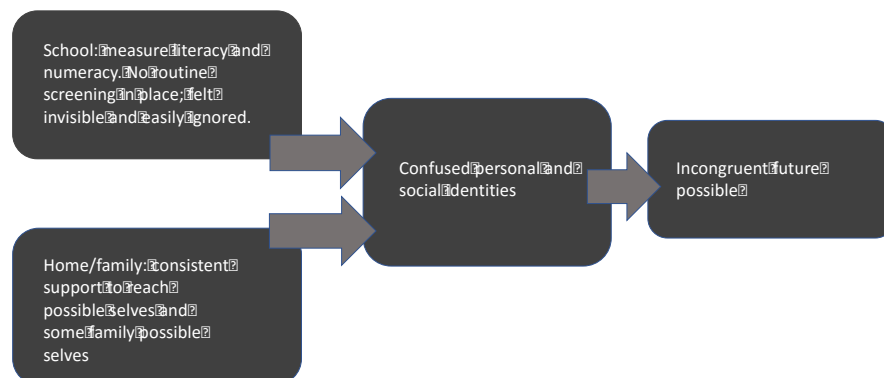 School: measure literacy and
numeracy. No routine
screening in place; felt
invisible and easily ignored.
Confused personal and
social identities
Incongruent future
possible
Home/family: consistent
support to reach
possible selves and
some family possible
selves